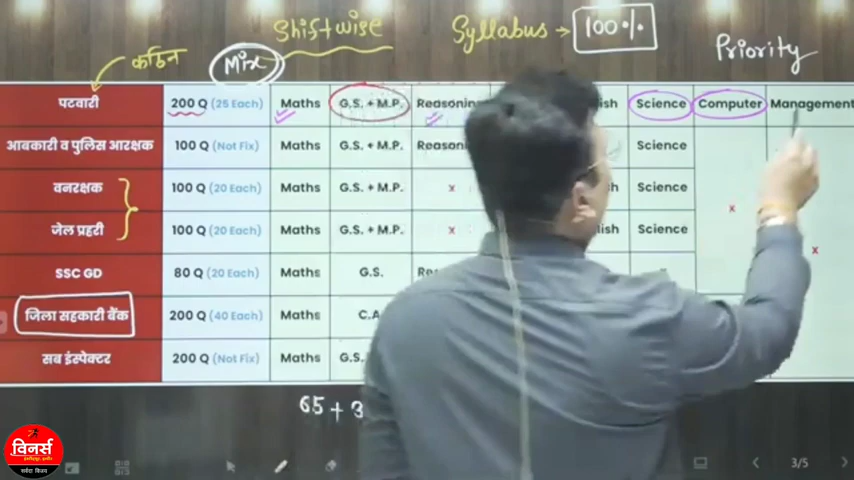 Shiftwise Syllabus → 100%
कठिन Mix Priority
पटवारी 200 Q (25 Each) Maths G.S. + M.P. Reasoning Science Computer Management
आबकारी व पुलिस आरक्षक 100 Q (Not Fix) Maths G.S. + M.P. Science
वनरक्षक 100 Q (20 Each) Maths G.S. + M.P. x Science x
जेल प्रहरी 100 Q (20 Each) Maths G.S. + M.P. x Science x
SSC GD 80 Q (20 Each) Maths G.S.
जिला सहकारी बैंक 200 Q (40 Each) Maths
सब इंस्पेक्टर 200 Q (Not Fix) Maths G.S.
65 + 3
विनर्स
सर्वदा विजय
3/5